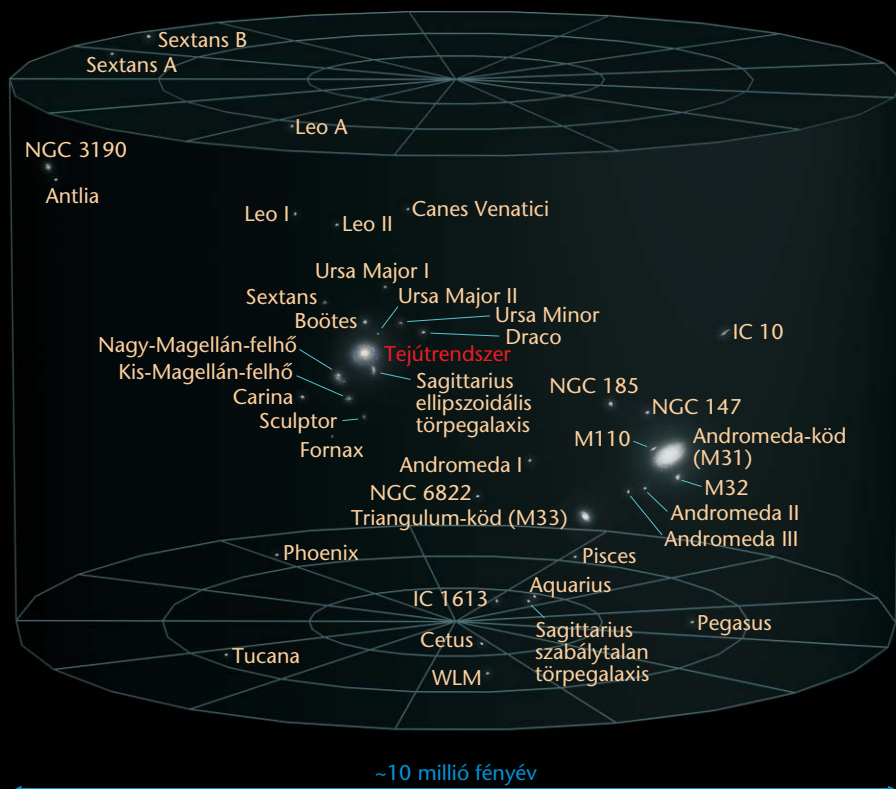 Sextans B
Sextans A
Leo A
NGC 3190
Antlia
Leo I
Leo II
Canes Venatici
Ursa Major I
Sextans
Ursa Major II
Boötes
Ursa Minor
Draco
IC 10
Nagy-Magellán-felhő
Tejútrendszer
Kis-Magellán-felhő
Carina
Sagittarius
ellipszoidális
törpegalaxis
Sculptor
Fornax
NGC 185
NGC 147
M110
Andromeda-köd
(M31)
Andromeda I
M32
NGC 6822
Andromeda II
Triangulum-köd (M33)
Andromeda III
Phoenix
Pisces
Aquarius
IC 1613
Pegasus
Cetus
Sagittarius
szabálytalan
törpegalaxis
Tucana
WLM
~10 millió fényév